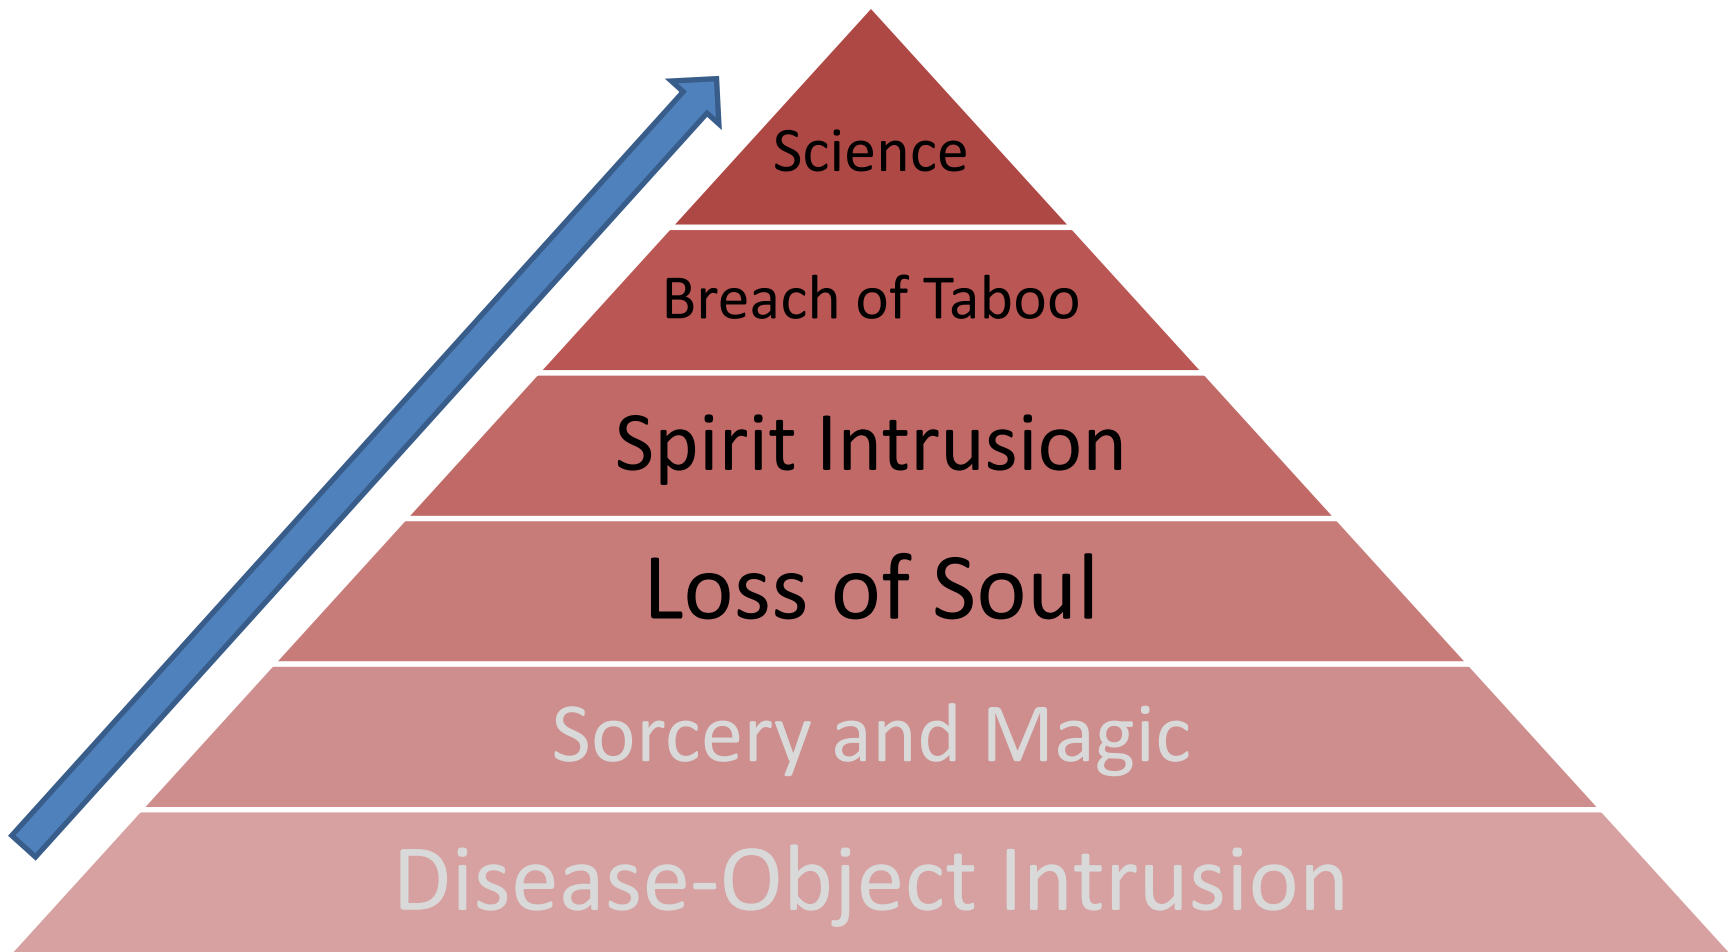 Science
Breach of Taboo
Spirit Intrusion
Loss of Soul
Sorcery and Magic
Disease-Object Intrusion